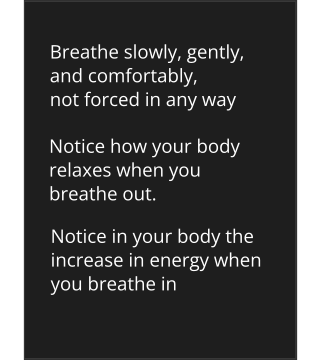 Breathe slowly, gently,
and comfortably,
not forced in any way
Notice how your body
relaxes when you
breathe out.
Notice in your body the
increase in energy when
you breathe in